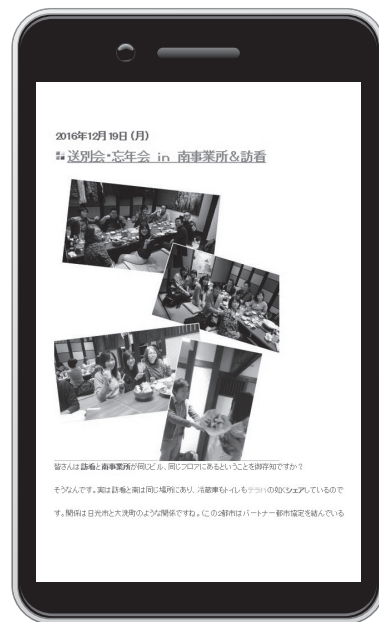 2016年12月19日（月）
送別会・忘年会 in 南事業所＆訪看
皆さんは訪看と南事業所が同じビル、同じフロアにあるということを御存知ですか？
そうなんです。実は訪看と南は同じ場所にあり、冷蔵庫もトイレもテラハの如くシェアしているので
す。関係は日光市と大洗町のような関係ですね。（この2都市はパートナー都市協定を結んでいる